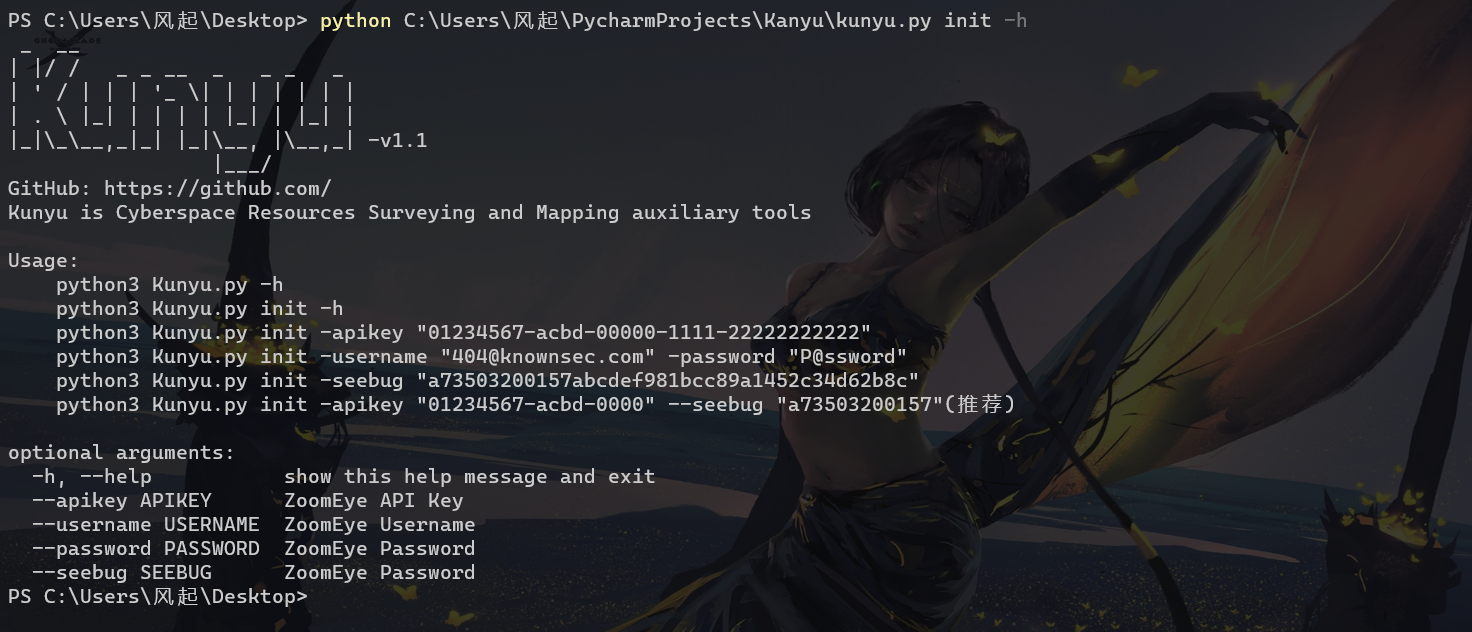 PS C:\Users\风起\Desktop> python C:\Users\风起\PycharmProjects\Kanyu\kunyu.py init -h
 _  __
| |/ /   _ _ __  _   _ _   _
| ' / | | | '_ \| | | | | | |
| . \ |_| | | | | |_| | |_| |
|_|\_\__,_|_| |_|\__, |\__,_| -v1.1
                 |___/
GitHub: https://github.com/
Kunyu is Cyberspace Resources Surveying and Mapping auxiliary tools

Usage:
    python3 Kunyu.py -h
    python3 Kunyu.py init -h
    python3 Kunyu.py init -apikey "01234567-acbd-00000-1111-22222222222"
    python3 Kunyu.py init -username "404@knownsec.com" -password "P@ssword"
    python3 Kunyu.py init -seebug "a73503200157abcdef981bcc89a1452c34d62b8c"
    python3 Kunyu.py init -apikey "01234567-acbd-0000" --seebug "a73503200157"(推荐)

optional arguments:
  -h, --help           show this help message and exit
  --apikey APIKEY      ZoomEye API Key
  --username USERNAME  ZoomEye Username
  --password PASSWORD  ZoomEye Password
  --seebug SEEBUG      ZoomEye Password
PS C:\Users\风起\Desktop>